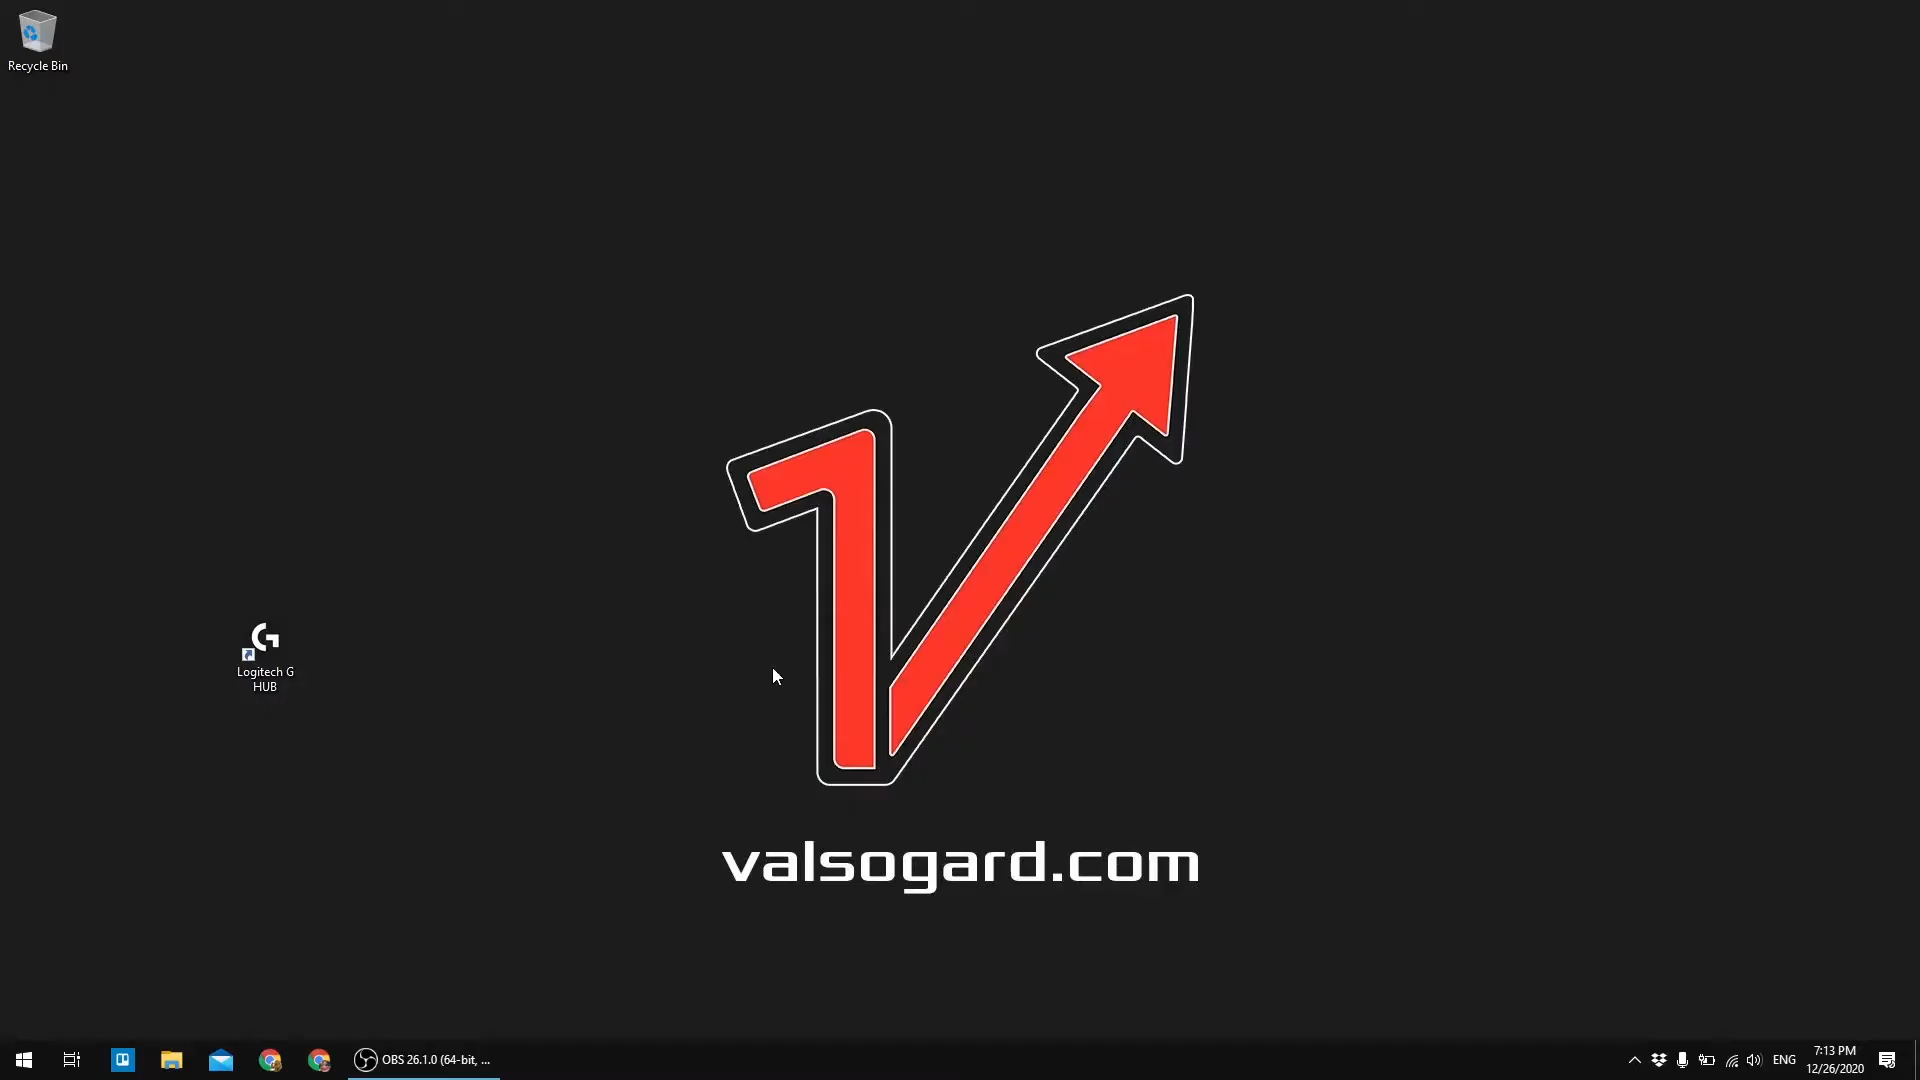 Recycle Bin
Logitech G
HUB
valsogard.com
OBS 26.1.0 (64-bit, ...
ENG
7:13 PM
12/26/2020